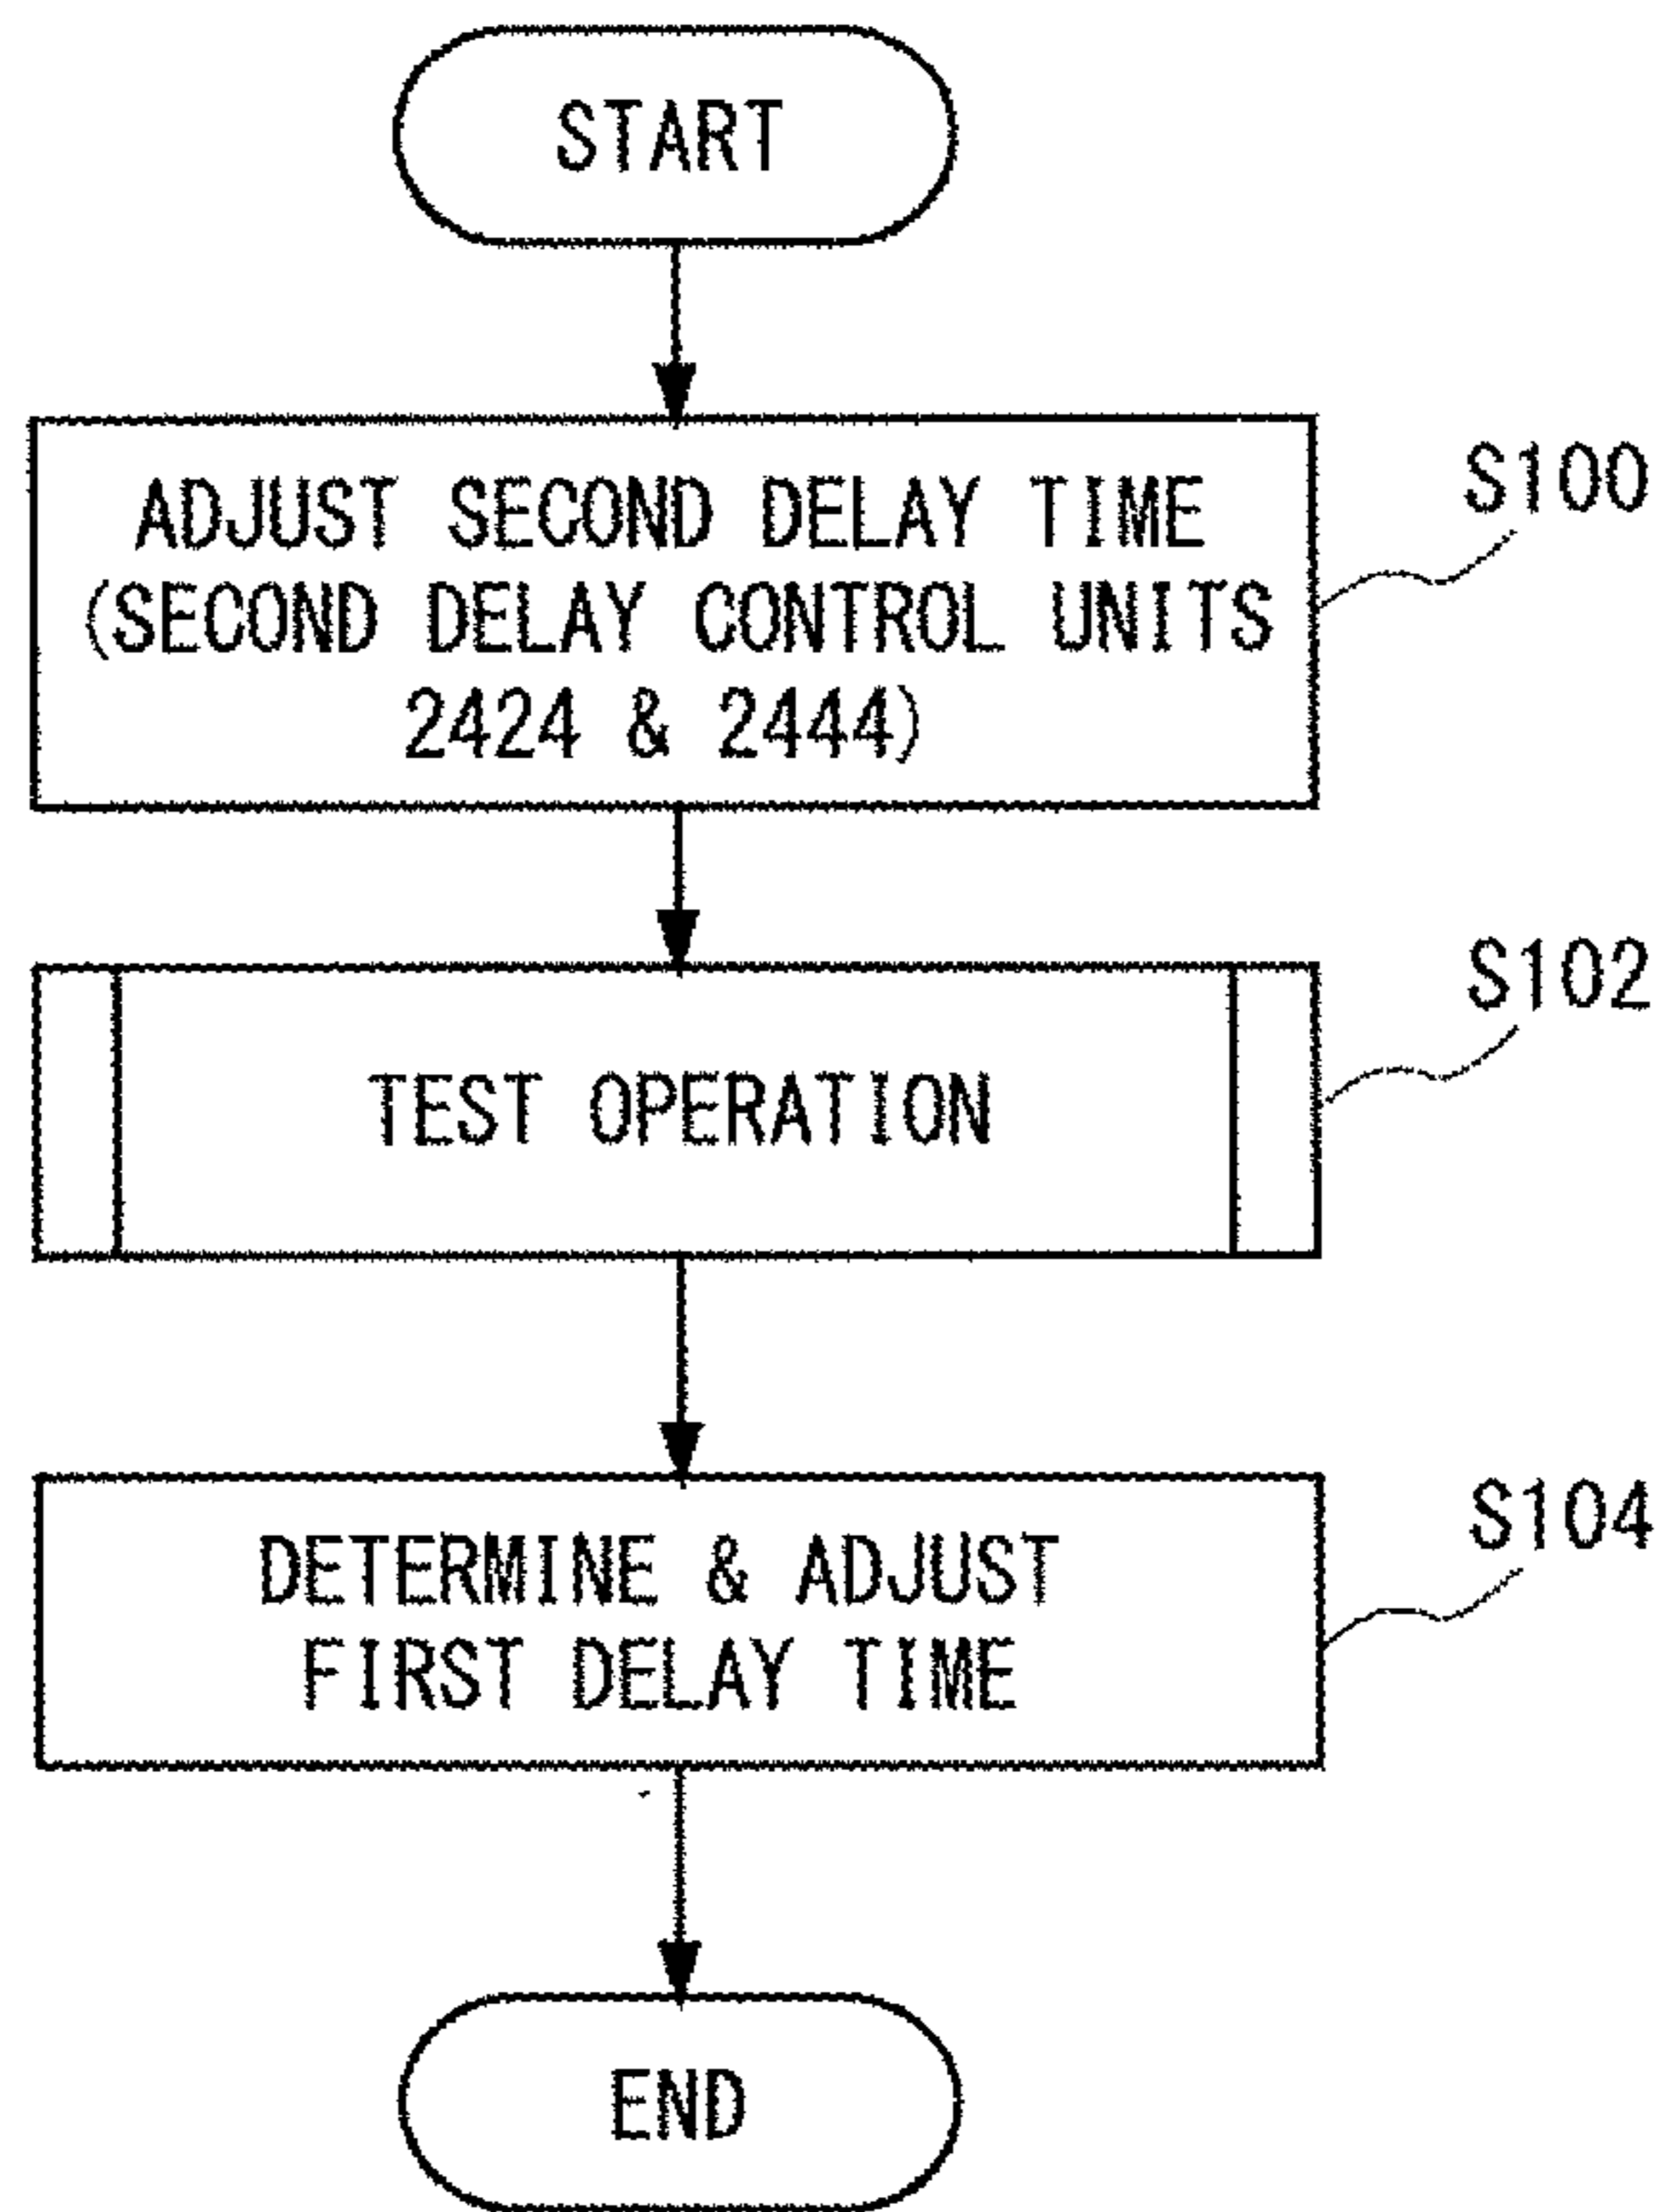 START
ADJUST SECOND DELAY TIME
(SECOND DELAY CONTROL UNITS
2424 & 2444)
S100
TEST OPERATION
S102
DETERMINE & ADJUST
FIRST DELAY TIME
S104
END